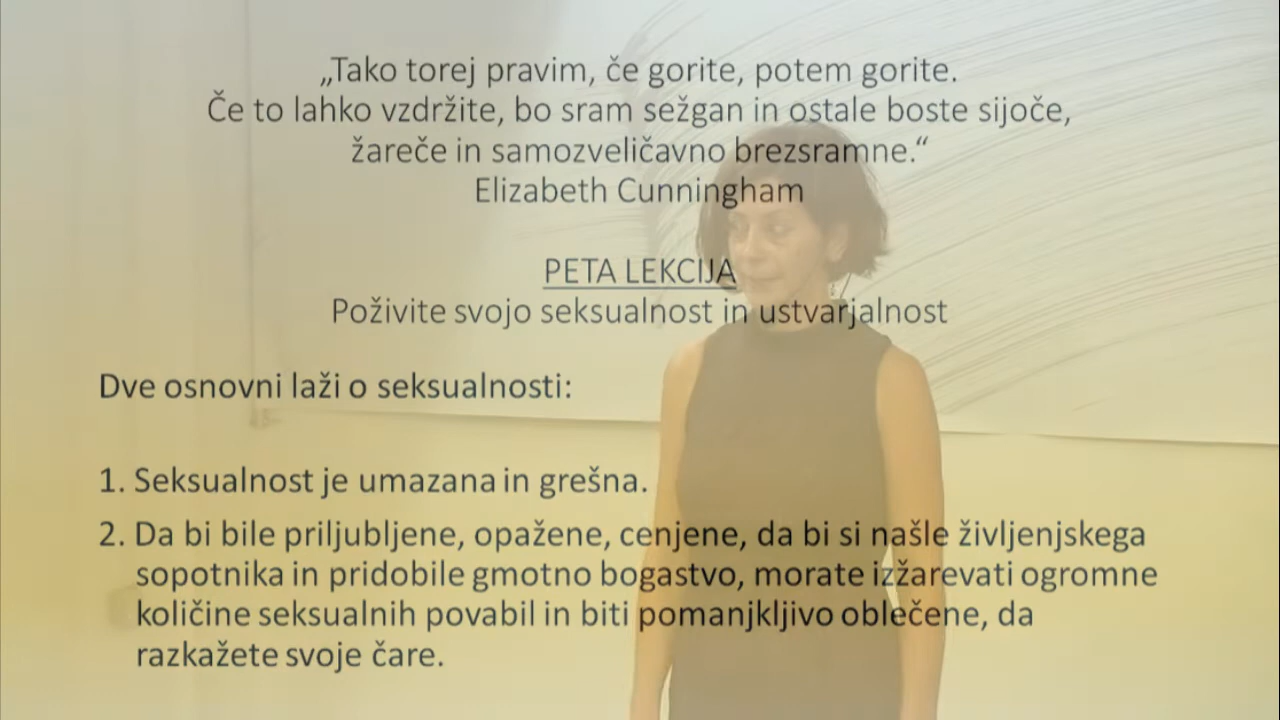 „Tako torej pravim, če gorite, potem gorite.
Če to lahko vzdržite, bo sram sežgan in ostale boste sijoče,
žareče in samozveličavno brezsramne.“
Elizabeth Cunningham
PETA LEKCIJA
Poživite svojo seksualnost in ustvarjalnost
Dve osnovni laži o seksualnosti:
1. Seksualnost je umazana in grešna.
2. Da bi bile priljubljene, opažene, cenjene, da bi si našle življenjskega
sopotnika in pridobile gmotno bogastvo, morate izžarevati ogromne
količine seksualnih povabil in biti pomanjkljivo oblečene, da
razkažete svoje čare.